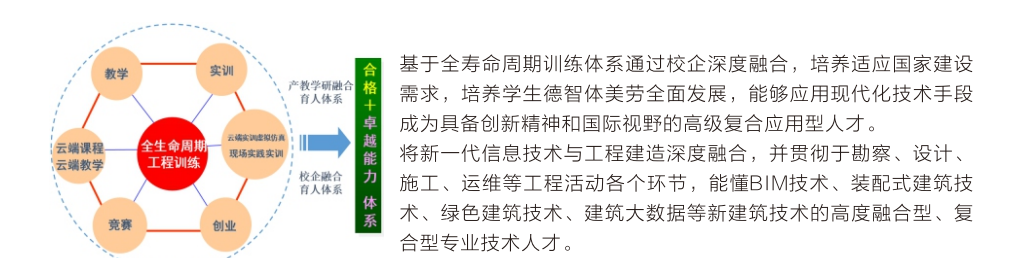 教学
实训
云端课程
云端教学
全生命周期
工程训练
云端实训虚拟仿真
现场实践实训
竞赛
创业
产教学研融合
育人体系
校企融合
育人体系
合格＋卓越能力 体系
基于全寿命周期训练体系通过校企深度融合，培养适应国家建设
需求，培养学生德智体美劳全面发展，能够应用现代化技术手段
成为具备创新精神和国际视野的高级复合应用型人才。
将新一代信息技术与工程建造深度融合，并贯彻于勘察、设计、
施工、运维等工程活动各个环节，能懂BIM技术、装配式建筑技
术、绿色建筑技术、建筑大数据等新建筑技术的高度融合型、复
合型专业技术人才。